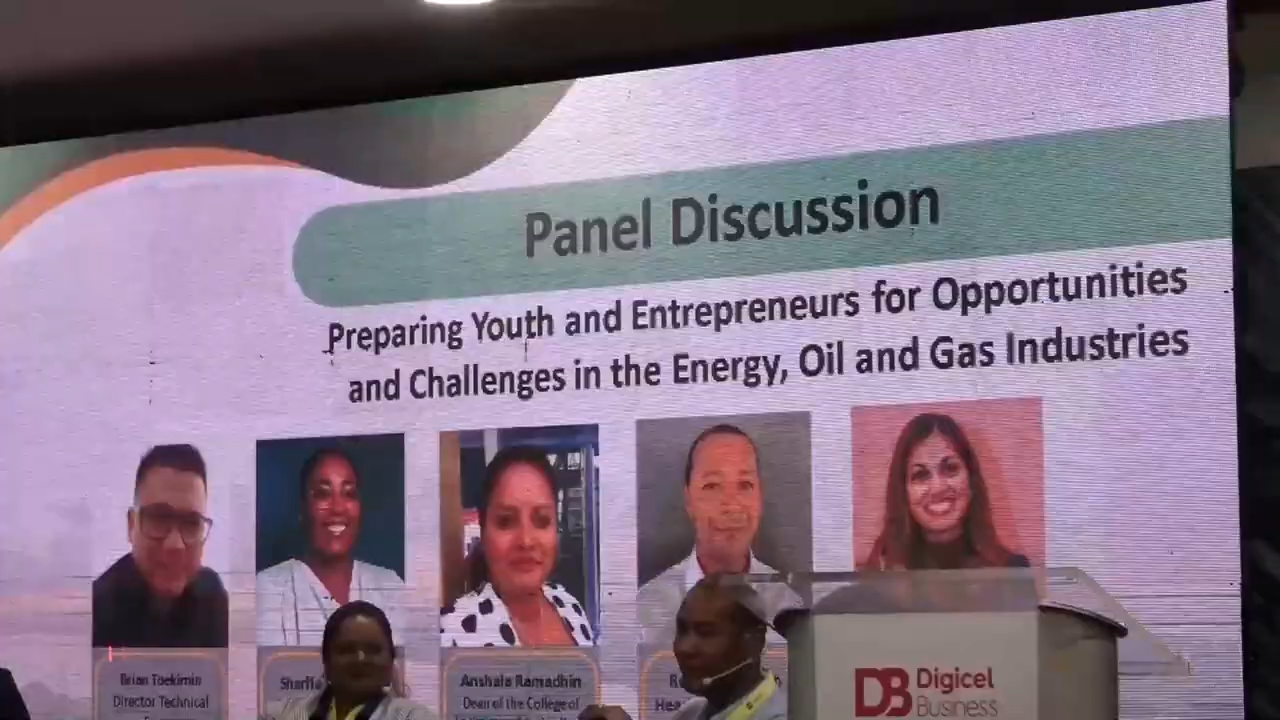 Panel Discussion
Preparing Youth and Entrepreneurs for Opportunities
and Challenges in the Energy, Oil and Gas Industries
Brian Toekimin
Director Technical
Anshala Ramadhin
Dean of the College of
DB Digicel
Business